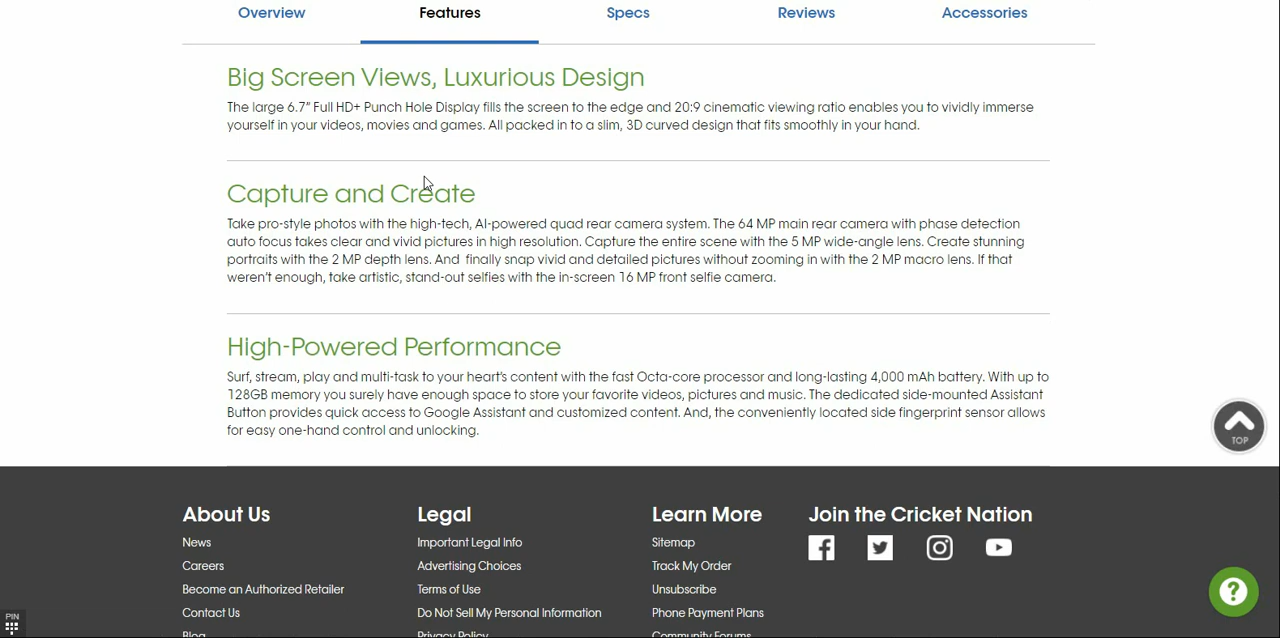 Overview Features Specs Reviews Accessories
Big Screen Views, Luxurious Design
The large 6.7" Full HD+ Punch Hole Display fills the screen to the edge and 20:9 cinematic viewing ratio enables you to vividly immerse
yourself in your videos, movies and games. All packed in to a slim, 3D curved design that fits smoothly in your hand.
Capture and Create
Take pro-style photos with the high-tech, AI-powered quad rear camera system. The 64 MP main rear camera with phase detection
auto focus takes clear and vivid pictures in high resolution. Capture the entire scene with the 5 MP wide-angle lens. Create stunning
portraits with the 2 MP depth lens. And finally snap vivid and detailed pictures without zooming in with the 2 MP macro lens. If that
weren't enough, take artistic, stand-out selfies with the in-screen 16 MP front selfie camera.
High-Powered Performance
Surf, stream, play and multi-task to your heart's content with the fast Octa-core processor and long-lasting 4,000 mAh battery. With up to
128GB memory you surely have enough space to store your favorite videos, pictures and music. The dedicated side-mounted Assistant
Button provides quick access to Google Assistant and customized content. And, the conveniently located side fingerprint sensor allows
for easy one-hand control and unlocking.
TOP
About Us Legal Learn More Join the Cricket Nation
News Important Legal Info Sitemap
Careers Advertising Choices Track My Order
Become an Authorized Retailer Terms of Use Unsubscribe
Contact Us Do Not Sell My Personal Information Phone Payment Plans
Blog Privacy Policy Community Forums
PIN